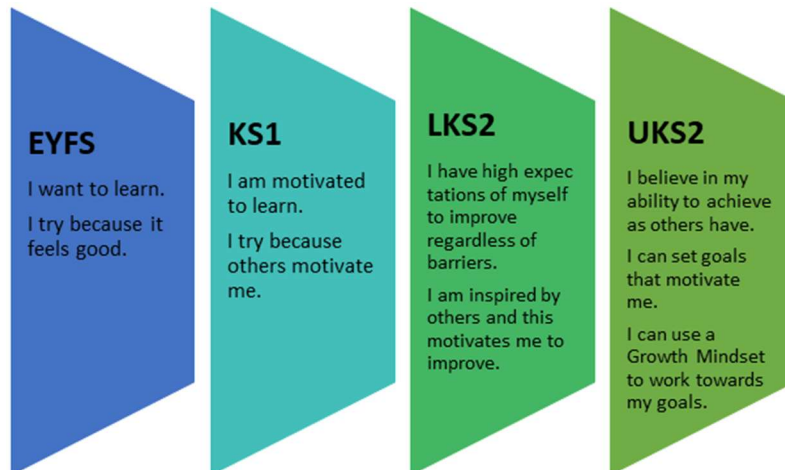 EYFS
I want to learn.
I try because it
feels good.
KS1
I am motivated
to learn.
I try because
others motivate
me.
LKS2
I have high expec
tations of myself
to improve
regardless of
barriers.
I am inspired by
others and this
motivates me to
improve.
UKS2
I believe in my
ability to achieve
as others have.
I can set goals
that motivate
me.
I can use a
Growth Mindset
to work towards
my goals.